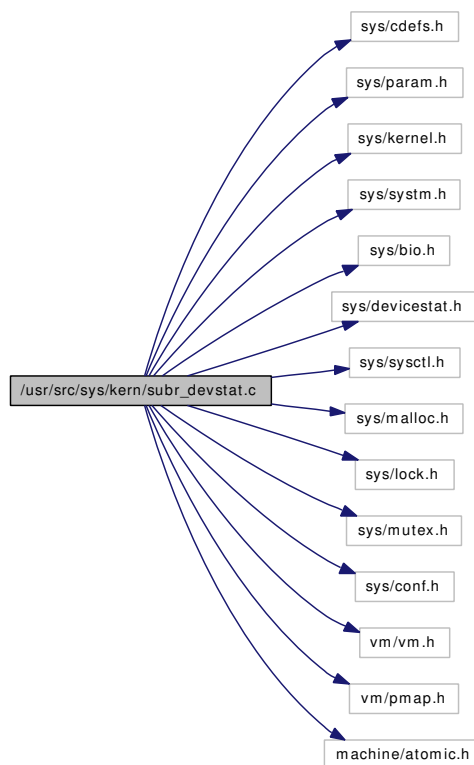 sys/cdefs.h
sys/param.h
sys/kernel.h
sys/systm.h
sys/bio.h
sys/devicestat.h
sys/sysctl.h
/usr/src/sys/kern/subr_devstat.c
sys/malloc.h
sys/lock.h
sys/mutex.h
sys/conf.h
vm/vm.h
vm/pmap.h
machine/atomic.h